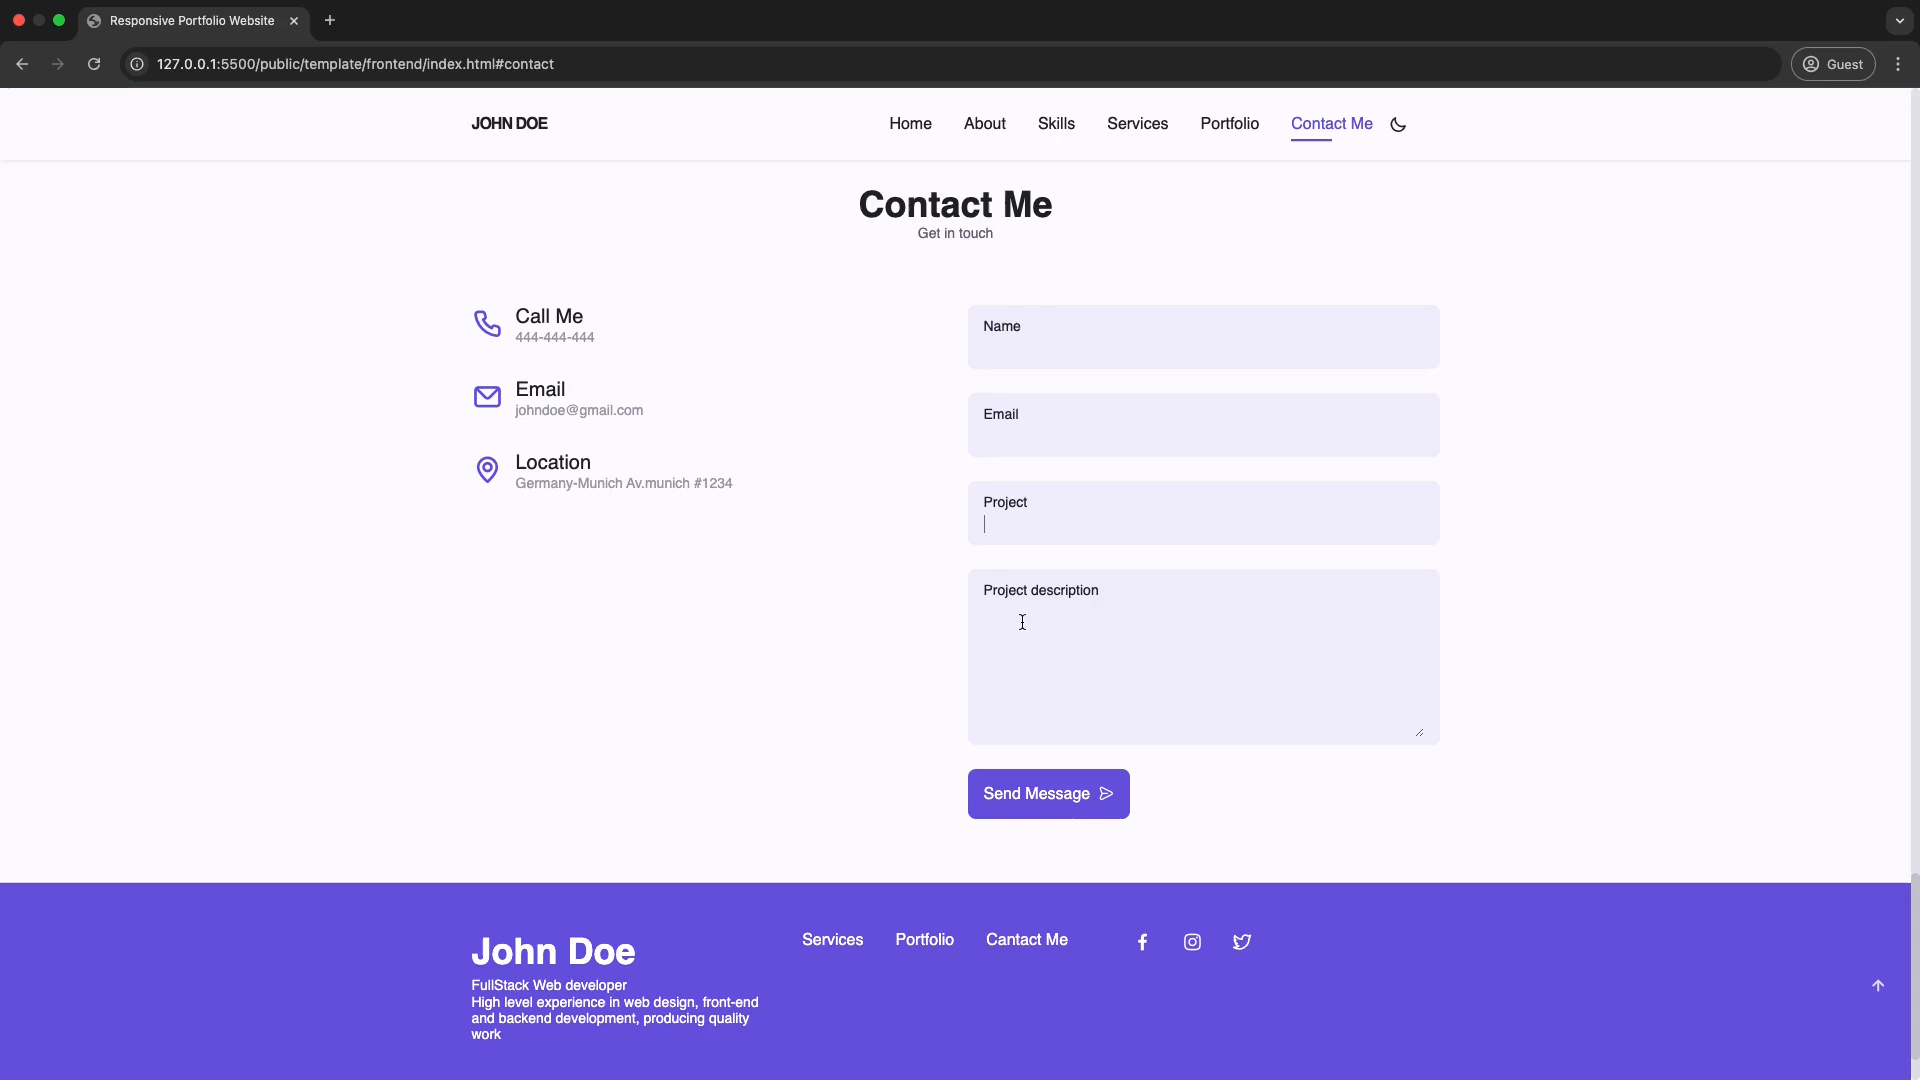 Responsive Portfolio Website
127.0.0.1:5500/public/template/frontend/index.html#contact
Guest
JOHN DOE
Home
About
Skills
Services
Portfolio
Contact Me
Contact Me
Get in touch
Call Me
444-444-444
Email
johndoe@gmail.com
Location
Germany-Munich Av.munich #1234
Name
Email
Project
Project description
Send Message
John Doe
FullStack Web developer
High level experience in web design, front-end
and backend development, producing quality
work
Services
Portfolio
Cantact Me